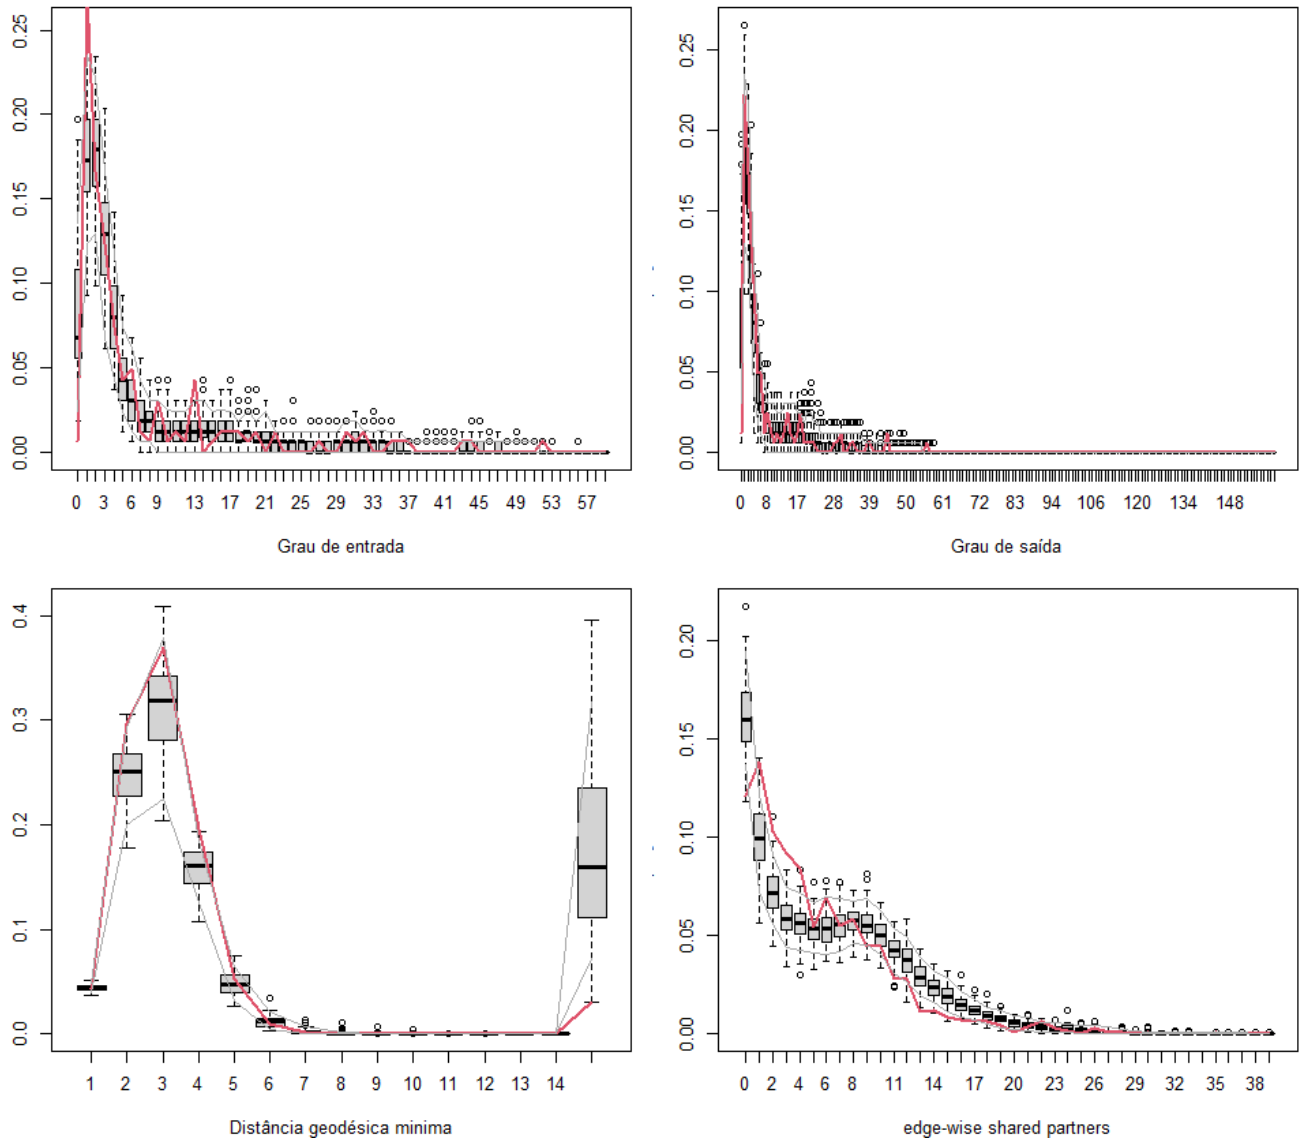 0.25
0.20
0.15
0.10
0.05
0.00
0 3 6 9 13 17 21 25 29 33 37 41 45 49 53 57
Grau de entrada
0.25
0.20
0.15
0.10
0.05
0.00
0 8 17 28 39 50 61 72 83 94 106 120 134 148
Grau de saída
0.4
0.3
0.2
0.1
0.0
1 2 3 4 5 6 7 8 9 10 11 12 13 14
Distância geodésica minima
0.20
0.15
0.10
0.05
0.00
0 2 4 6 8 11 14 17 20 23 26 29 32 35 38
edge-wise shared partners